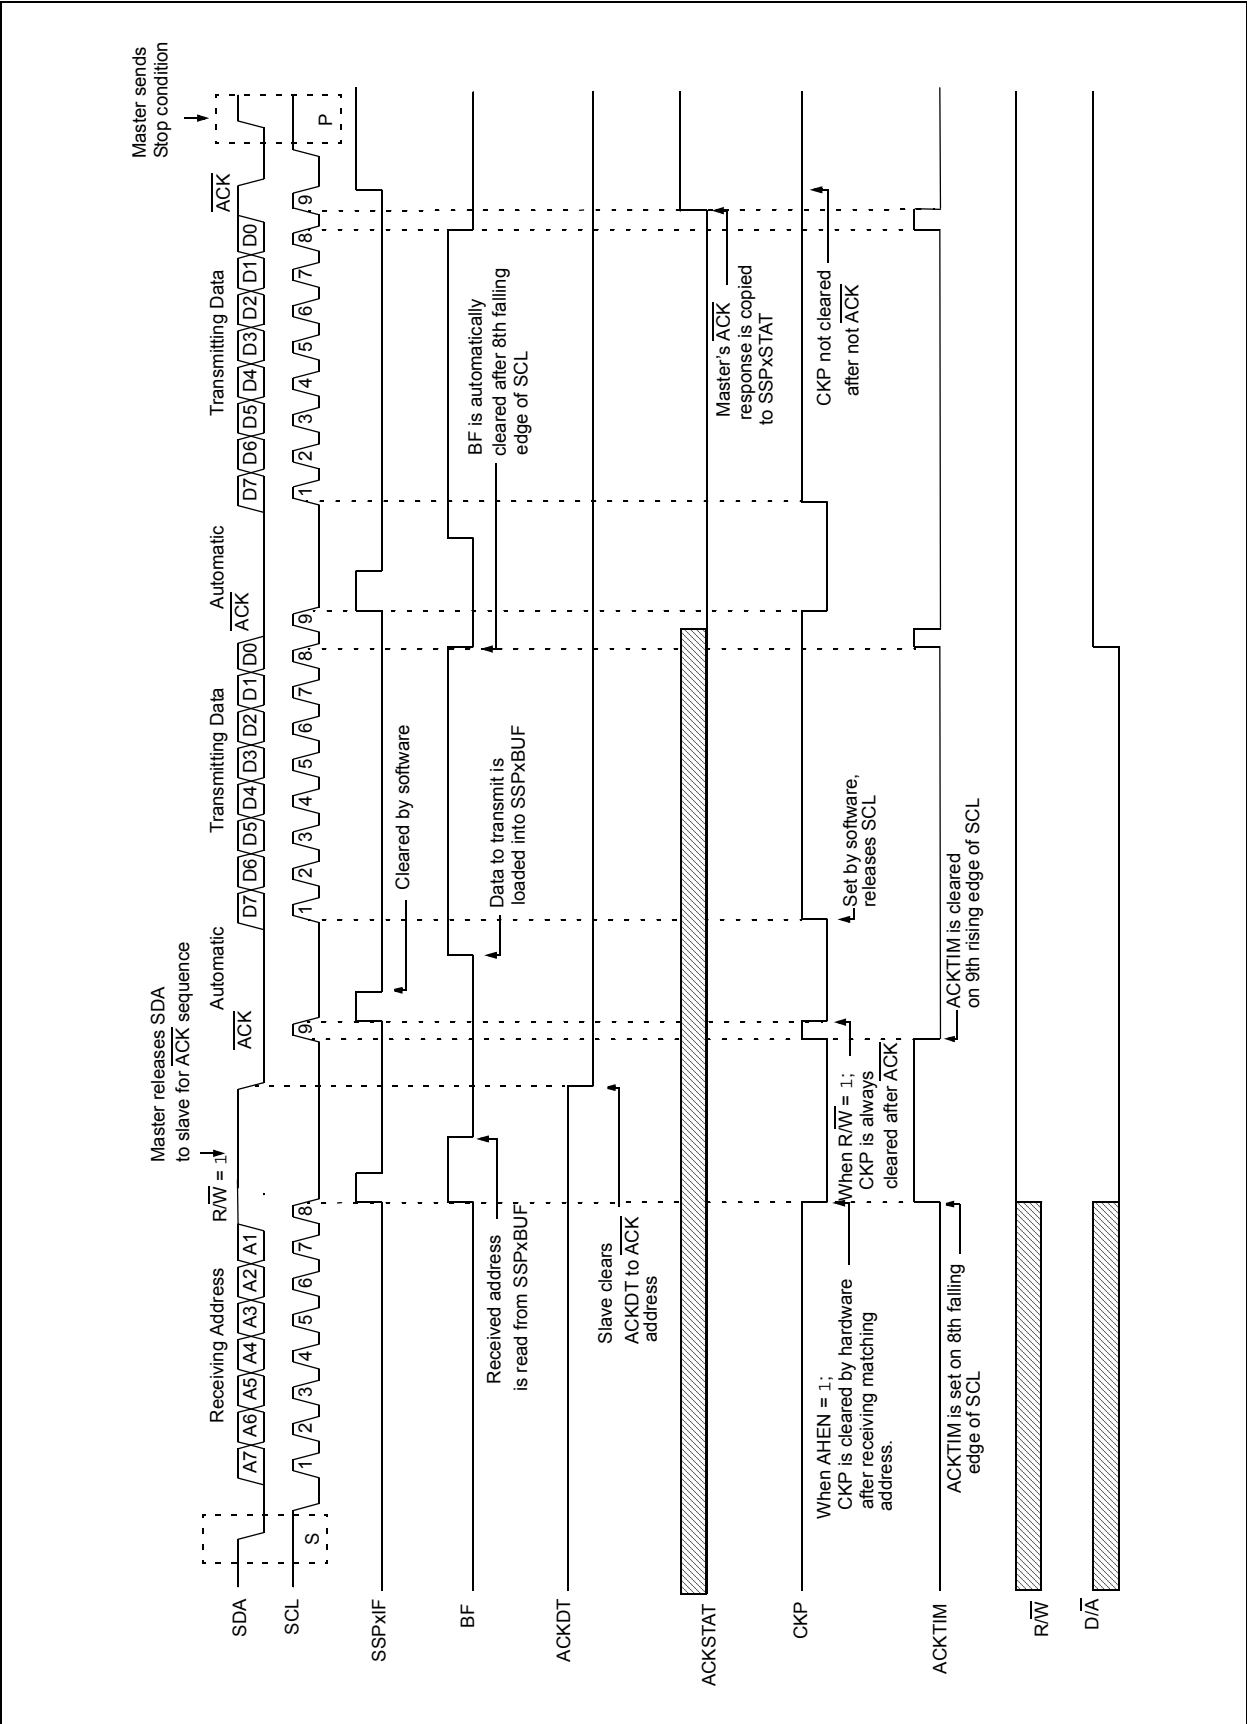 Master sends
Stop condition
Master releases SDA
to slave for ACK sequence
Receiving Address
R/W = 1
ACK
Automatic
Transmitting Data
ACK
Automatic
Transmitting Data
ACK
SDA
A7 A6 A5 A4 A3 A2 A1
D7 D6 D5 D4 D3 D2 D1 D0
D7 D6 D5 D4 D3 D2 D1 D0
SCL
S
1 2 3 4 5 6 7 8 9
1 2 3 4 5 6 7 8 9
1 2 3 4 5 6 7 8 9
P
SSPxIF
Cleared by software
BF
Received address
is read from SSPxBUF
Data to transmit is
loaded into SSPxBUF
BF is automatically
cleared after 8th falling
edge of SCL
ACKDT
Slave clears
ACKDT to ACK
address
ACKSTAT
Master's ACK
response is copied
to SSPxSTAT
CKP
When AHEN = 1;
CKP is cleared by hardware
after receiving matching
address.
When R/W = 1;
CKP is always
cleared after ACK
Set by software,
releases SCL
CKP not cleared
after not ACK
ACKTIM
ACKTIM is set on 8th falling
edge of SCL
ACKTIM is cleared
on 9th rising edge of SCL
R/W
D/A